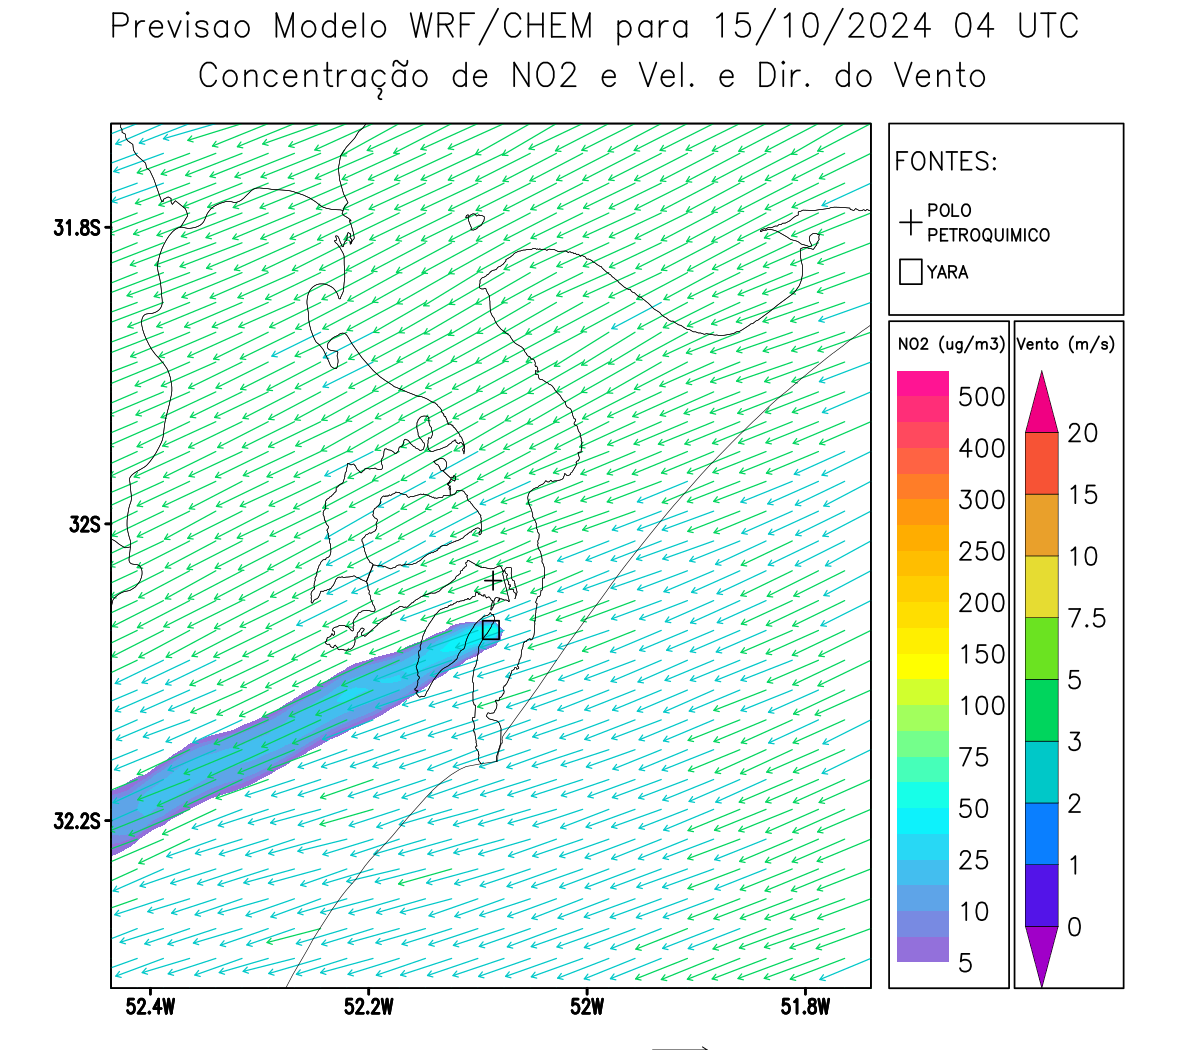 Previsao Modelo WRF/CHEM para 15/10/2024 04 UTC
Concentração de NO2 e Vel. e Dir. do Vento
FONTES:
POLO
PETROQUIMICO
YARA
31.8S
32S
32.2S
52.4W
52.2W
52W
51.8W
NO2 (ug/m3)
500
400
300
250
200
150
100
75
50
25
10
5
Vento (m/s)
20
15
10
7.5
5
3
2
1
0